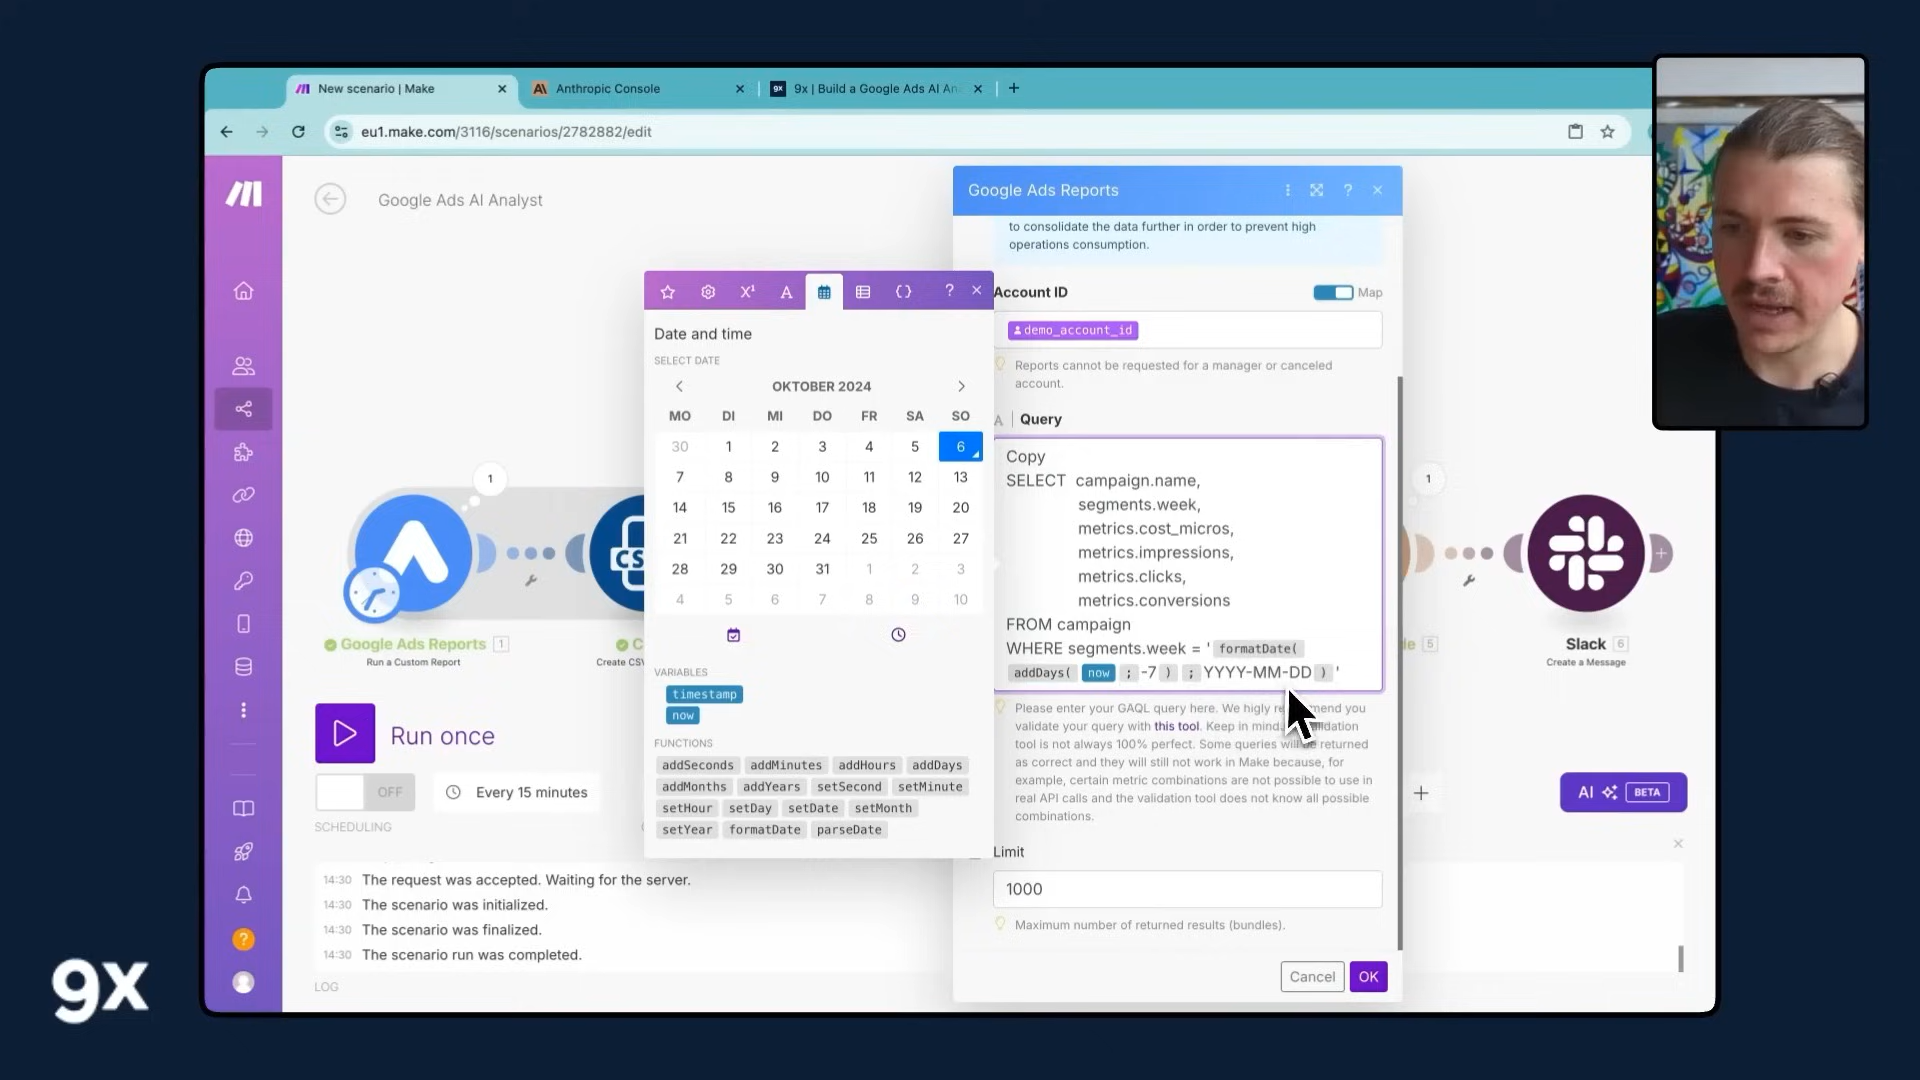 New scenario | Make
Anthropic Console
9x | Build a Google Ads AI An
eu1.make.com/3116/scenarios/2782882/edit
Google Ads AI Analyst
Google Ads Reports
to consolidate the data further in order to prevent high
operations consumption.
Account ID
Map
demo_account_id
Reports cannot be requested for a manager or canceled
account.
A | Query
Copy
SELECT campaign.name,
segments.week,
metrics.cost_micros,
metrics.impressions,
metrics.clicks,
metrics.conversions
FROM campaign
WHERE segments.week = ' formatDate(
addDays( now ; -7 ) ; YYYY-MM-DD ) '
Please enter your GAQL query here. We higly mend you
validate your query with this tool. Keep in mind
tool is not always 100% perfect. Some queries will be returned
as correct and they will still not work in Make because, for
example, certain metric combinations are not possible to use in
real API calls and the validation tool does not know all possible
combinations.
Limit
1000
Maximum number of returned results (bundles).
Cancel
OK
Date and time
SELECT DATE
OKTOBER 2024
MO DI MI DO FR SA SO
30 1 2 3 4 5 6
7 8 9 10 11 12 13
14 15 16 17 18 19 20
21 22 23 24 25 26 27
28 29 30 31 1 2 3
4 5 6 7 8 9 10
VARIABLES
timestamp
now
FUNCTIONS
addSeconds addMinutes addHours addDays
addMonths addYears setSecond setMinute
setHour setDay setDate setMonth
setYear formatDate parseDate
1
CS
Google Ads Reports 1
Run a Custom Report
C
Create CSV
1
de 5
Slack 6
Create a Message
Run once
OFF
Every 15 minutes
SCHEDULING
AI BETA
14:30 The request was accepted. Waiting for the server.
14:30 The scenario was initialized.
14:30 The scenario was finalized.
14:30 The scenario run was completed.
LOG
9x